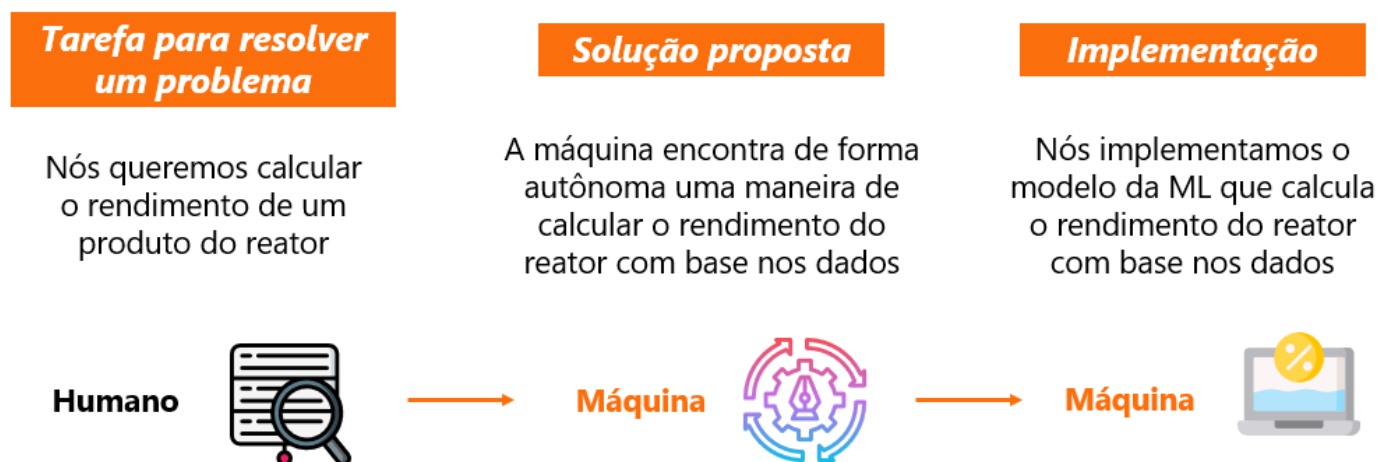 Tarefa para resolver
um problema
Solução proposta
Implementação
Nós queremos calcular
o rendimento de um
produto do reator
A máquina encontra de forma
autônoma uma maneira de
calcular o rendimento do
reator com base nos dados
Nós implementamos o
modelo da ML que calcula
o rendimento do reator
com base nos dados
Humano
Máquina
Máquina
%